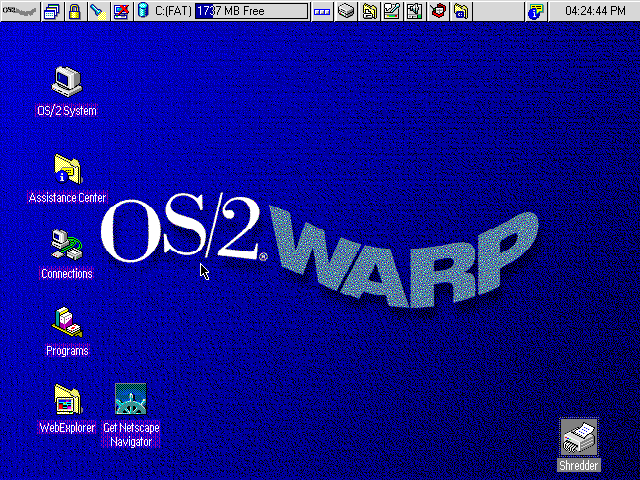 OS/2
C:(FAT) 1737 MB Free
04:24:44 PM
OS/2 System
Assistance Center
OS/2® WARP
Connections
Programs
WebExplorer
Get Netscape
Navigator
Shredder